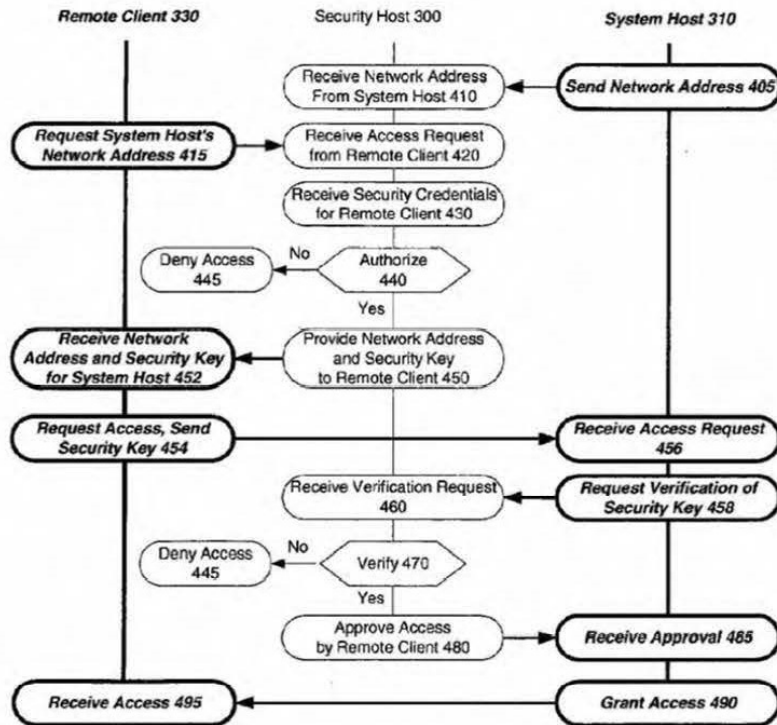 Remote Client 330
Security Host 300
System Host 310
Receive Network Address
From System Host 410
Send Network Address 405
Request System Host's
Network Address 415
Receive Access Request
from Remote Client 420
Receive Security Credentials
for Remote Client 430
Deny Access
445
No
Authorize
440
Yes
Receive Network
Address and Security Key
for System Host 452
Provide Network Address
and Security Key
to Remote Client 450
Request Access, Send
Security Key 454
Receive Access Request
456
Receive Verification Request
460
Request Verification of
Security Key 458
Deny Access
445
No
Verify 470
Yes
Approve Access
by Remote Client 480
Receive Approval 485
Receive Access 495
Grant Access 490